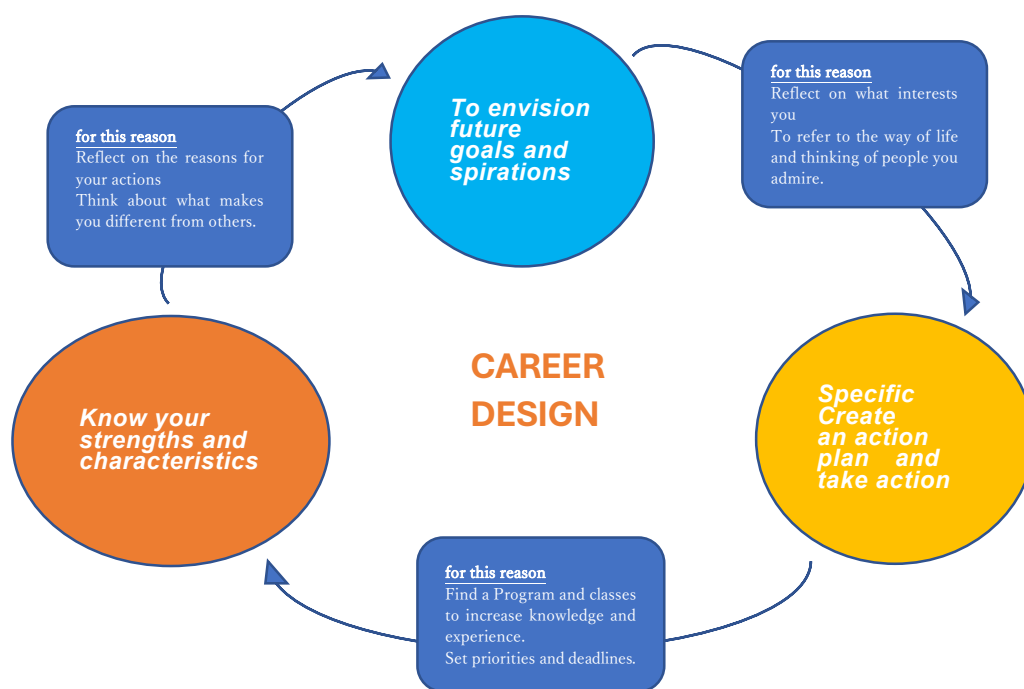 To envision
future
goals and
spirations
for this reason
Reflect on what interests
you
To refer to the way of life
and thinking of people you
admire.
for this reason
Reflect on the reasons for
your actions
Think about what makes
you different from others.
CAREER
DESIGN
Know your
strengths and
characteristics
Specific
Create
an action
plan and
take action
for this reason
Find a Program and classes
to increase knowledge and
experience.
Set priorities and deadlines.